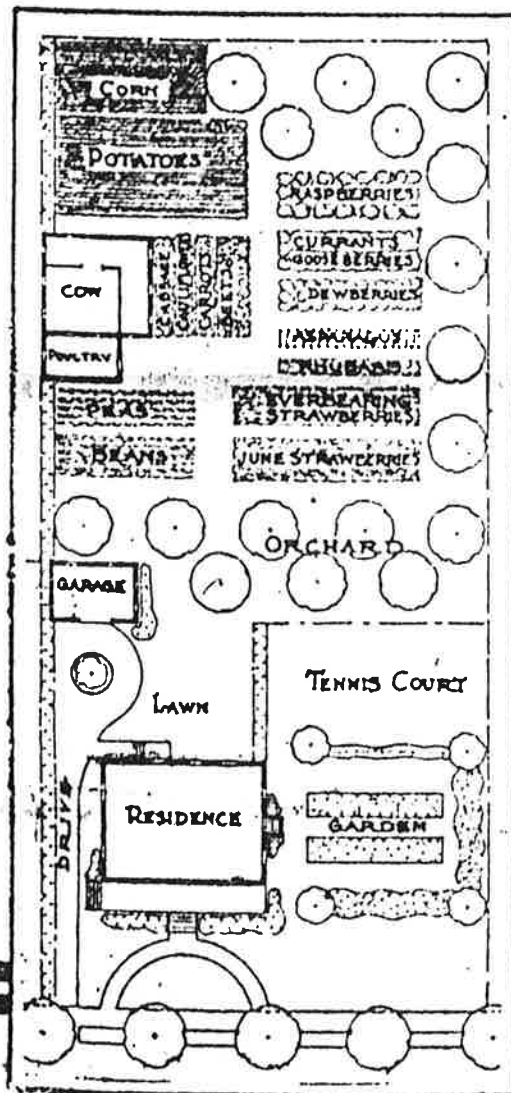 CORN
POTATOES
RASPBERRIES
CURRANTS
GOOSEBERRIES
COW
CABBAGE
CAULIFLOWER
CARROTS
DEWBERRIES
POULTRY
RHUBARB
PEAS
EVERBEARING
STRAWBERRIES
BEANS
JUNE STRAWBERRIES
ORCHARD
GARAGE
TENNIS COURT
LAWN
DRIVE
RESIDENCE
GARDEN